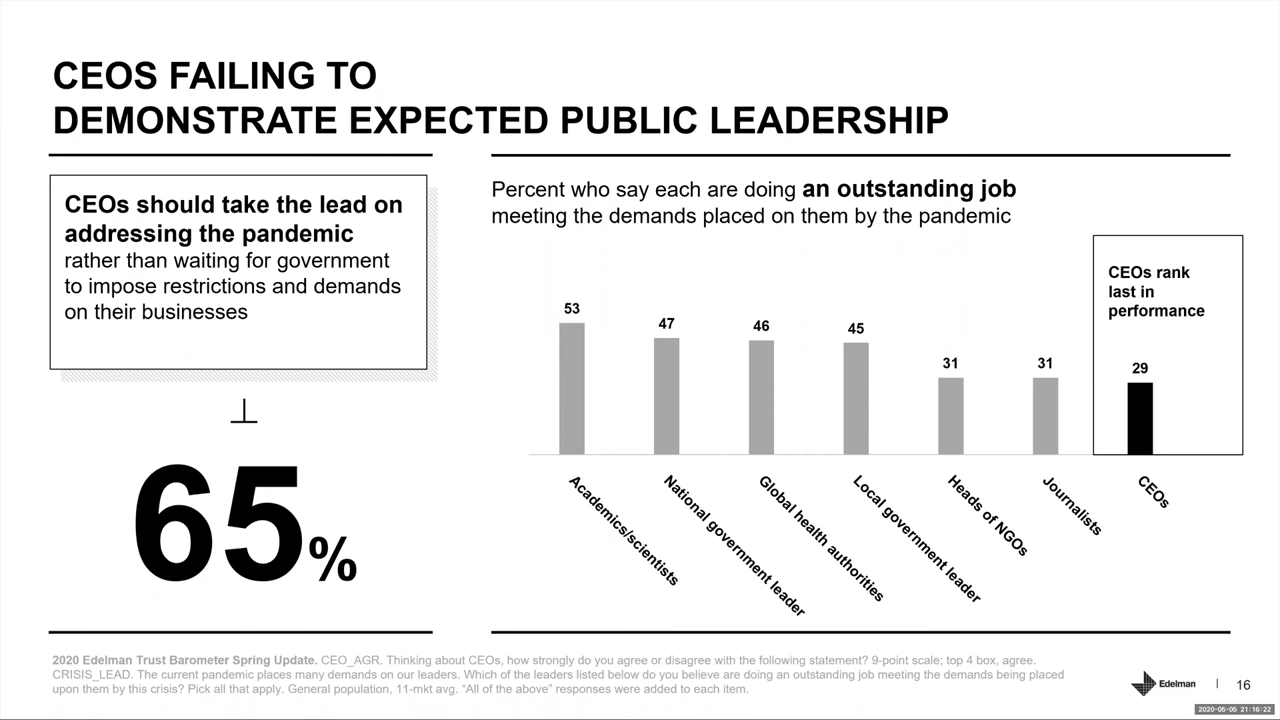 CEOS FAILING TO
DEMONSTRATE EXPECTED PUBLIC LEADERSHIP
CEOs should take the lead on
addressing the pandemic
rather than waiting for government
to impose restrictions and demands
on their businesses
65%
Percent who say each are doing an outstanding job
meeting the demands placed on them by the pandemic
CEOs rank
last in
performance
53
47
46
45
31
31
29
Academics/scientists
National government leader
Global health authorities
Local government leader
Heads of NGOs
Journalists
CEOs
2020 Edelman Trust Barometer Spring Update. CEO_AGR. Thinking about CEOs, how strongly do you agree or disagree with the following statement? 9-point scale; top 4 box, agree.
CRISIS_LEAD. The current pandemic places many demands on our leaders. Which of the leaders listed below do you believe are doing an outstanding job meeting the demands being placed
upon them by this crisis? Pick all that apply. General population, 11-mkt avg. “All of the above” responses were added to each item.
Edelman | 16
2020-05-05 21:16:22